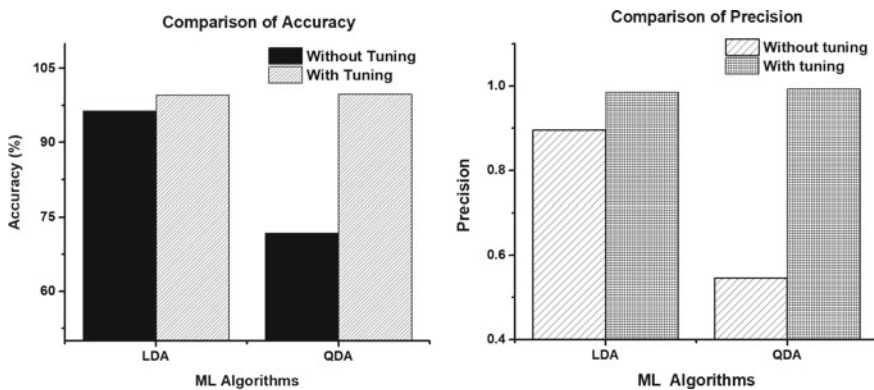 Comparison of Accuracy
Without Tuning
With Tuning
105
90
75
60
Accuracy (%)
LDA
QDA
ML Algorithms
Comparison of Precision
Without tuning
With tuning
1.0
0.8
0.6
0.4
Precision
LDA
QDA
ML Algorithms